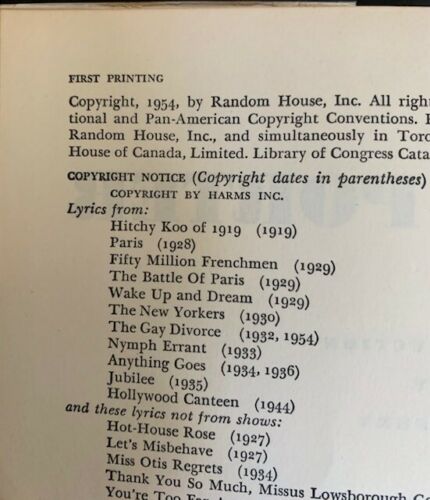 FIRST PRINTING
Copyright, 1954, by Random House, Inc. All
tional and Pan-American Copyright Conventions.
Random House, Inc., and simultaneously in
House of Canada, Limited. Library of Congress
COPYRIGHT NOTICE (Copyright dates in parentheses)
COPYRIGHT BY HARMS INC.
Lyrics from:
Hitchy Koo of 1919 (1919)
Paris (1928)
Fifty Million Frenchmen (1929)
The Battle Of Paris (1929)
Wake Up and Dream (1929)
The New Yorkers (1930)
The Gay Divorce (1932, 1954)
Nymph Errant (1933)
Anything Goes (1934, 1936)
Jubilee (1935)
Hollywood Canteen (1944)
and these lyrics not from shows:
Hot-House Rose (1927)
Let's Misbehave (1927)
Miss Otis Regrets (1934)
Thank You So Much, Missus Lowsborough
You're Too